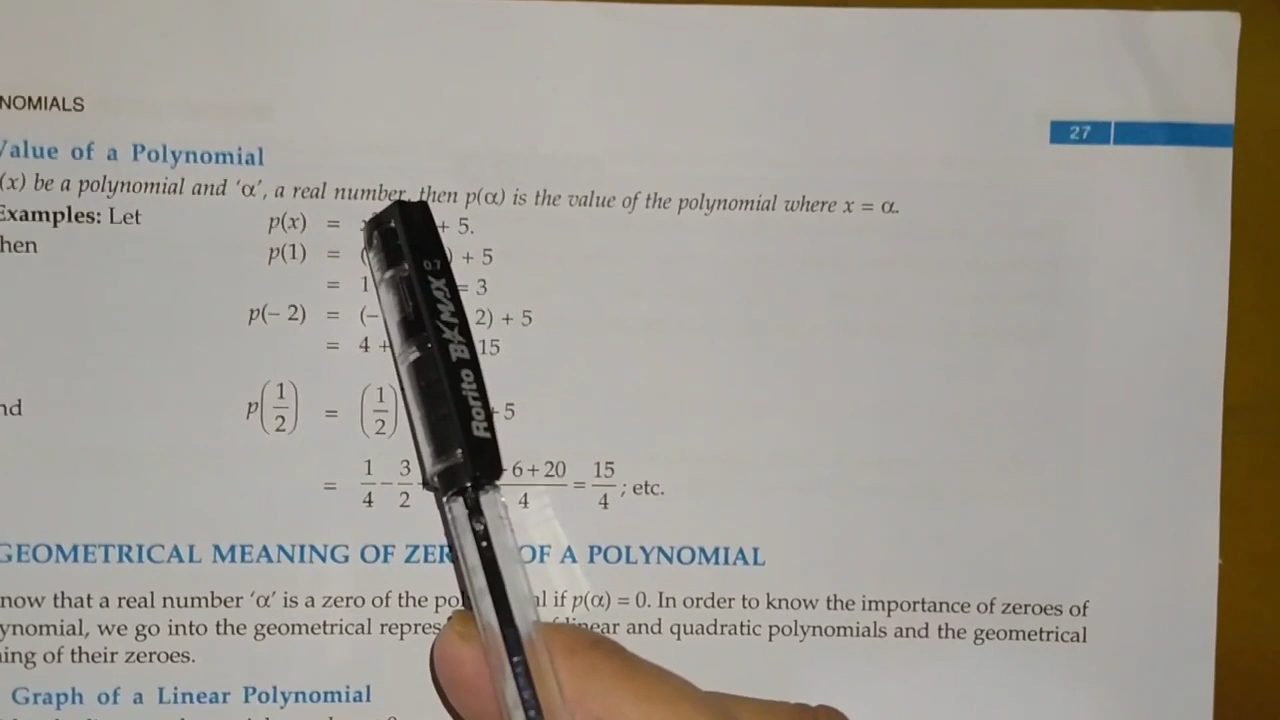 NOMIALS
27
Value of a Polynomial
(x) be a polynomial and ‘α’, a real number, then p(α) is the value of the polynomial where x = α.
Examples: Let p(x) = + 5.
hen p(1) = ( ) + 5
= 1 = 3
p(– 2) = (– 2) + 5
= 4 + 15
nd p(1/2) = (1/2) + 5
= 1/4 – 3/2 – 6 + 20 / 4 = 15/4 ; etc.
GEOMETRICAL MEANING OF ZER OF A POLYNOMIAL
now that a real number ‘α’ is a zero of the pol al if p(α) = 0. In order to know the importance of zeroes of
ynomial, we go into the geometrical repres linear and quadratic polynomials and the geometrical
ing of their zeroes.
Graph of a Linear Polynomial
0.7
Rorito